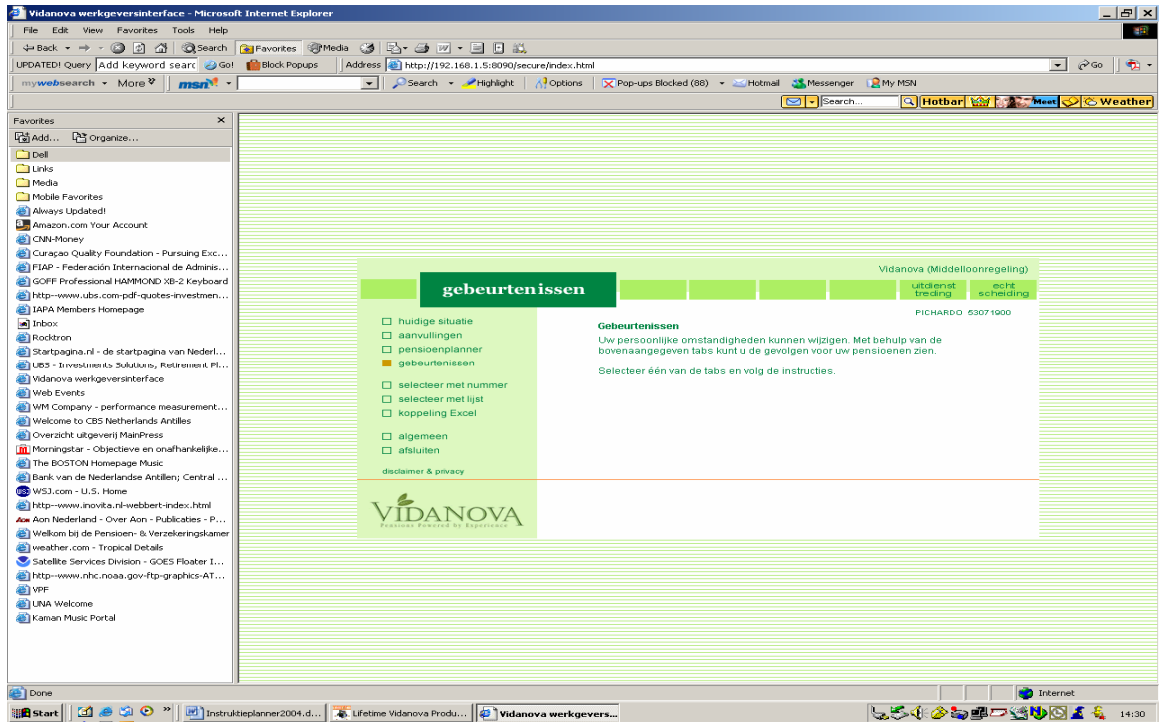 Vidanova werkgeversinterface - Microsoft Internet Explorer
File Edit View Favorites Tools Help
Back Search Favorites Media
UPDATED! Query Add keyword searc Go! Block Popups Address http://192.168.1.5:8090/secure/index.html Go
mywebsearch More msn Search Highlight Options Pop-ups Blocked (88) Hotmail Messenger My MSN
Search... Hotbar Meet Weather
Favorites
Add... Organize...
Dell
Links
Media
Mobile Favorites
Always Updated!
Amazon.com Your Account
CNN-Money
Curaçao Quality Foundation - Pursuing Exc...
FIAP - Federación Internacional de Adminis...
GOFF Professional HAMMOND XB-2 Keyboard
http--www.ubs.com-pdf-quotes-investmen...
IAPA Members Homepage
Inbox
Rocktron
Startpagina.nl - de startpagina van Nederl...
UBS - Investments Solutions, Retirement Pl...
Vidanova werkgeversinterface
Web Events
WM Company - performance measurement...
Welcome to CBS Netherlands Antilles
Overzicht uitgeverij MainPress
Morningstar - Objectieve en onafhankelijke...
The BOSTON Homepage Music
Bank van de Nederlandse Antillen; Central ...
WSJ.com - U.S. Home
http--www.inovita.nl-webbert-index.html
Aon Nederland - Over Aon - Publicaties - P...
Welkom bij de Pensioen- & Verzekeringskamer
weather.com - Tropical Details
Satellite Services Division - GOES Floater I...
http--www.nhc.noaa.gov-ftp-graphics-AT...
VPF
UNA Welcome
Kaman Music Portal
Vidanova (Middelloonregeling)
gebeurtenissen
uitdienst treding
echt scheiding
PICHARDO 53071900
huidige situatie
aanvullingen
pensioenplanner
gebeurtenissen
selecteer met nummer
selecteer met lijst
koppeling Excel
algemeen
afsluiten
disclaimer & privacy
Gebeurtenissen
Uw persoonlijke omstandigheden kunnen wijzigen. Met behulp van de
bovenaangegeven tabs kunt u de gevolgen voor uw pensioenen zien.
Selecteer één van de tabs en volg de instructies.
VIDANOVA
Pensions Powered by Experience
Done Internet
Start Instruktieplanner2004.d... Lifetime Vidanova Produ... Vidanova werkgevers... 14:30